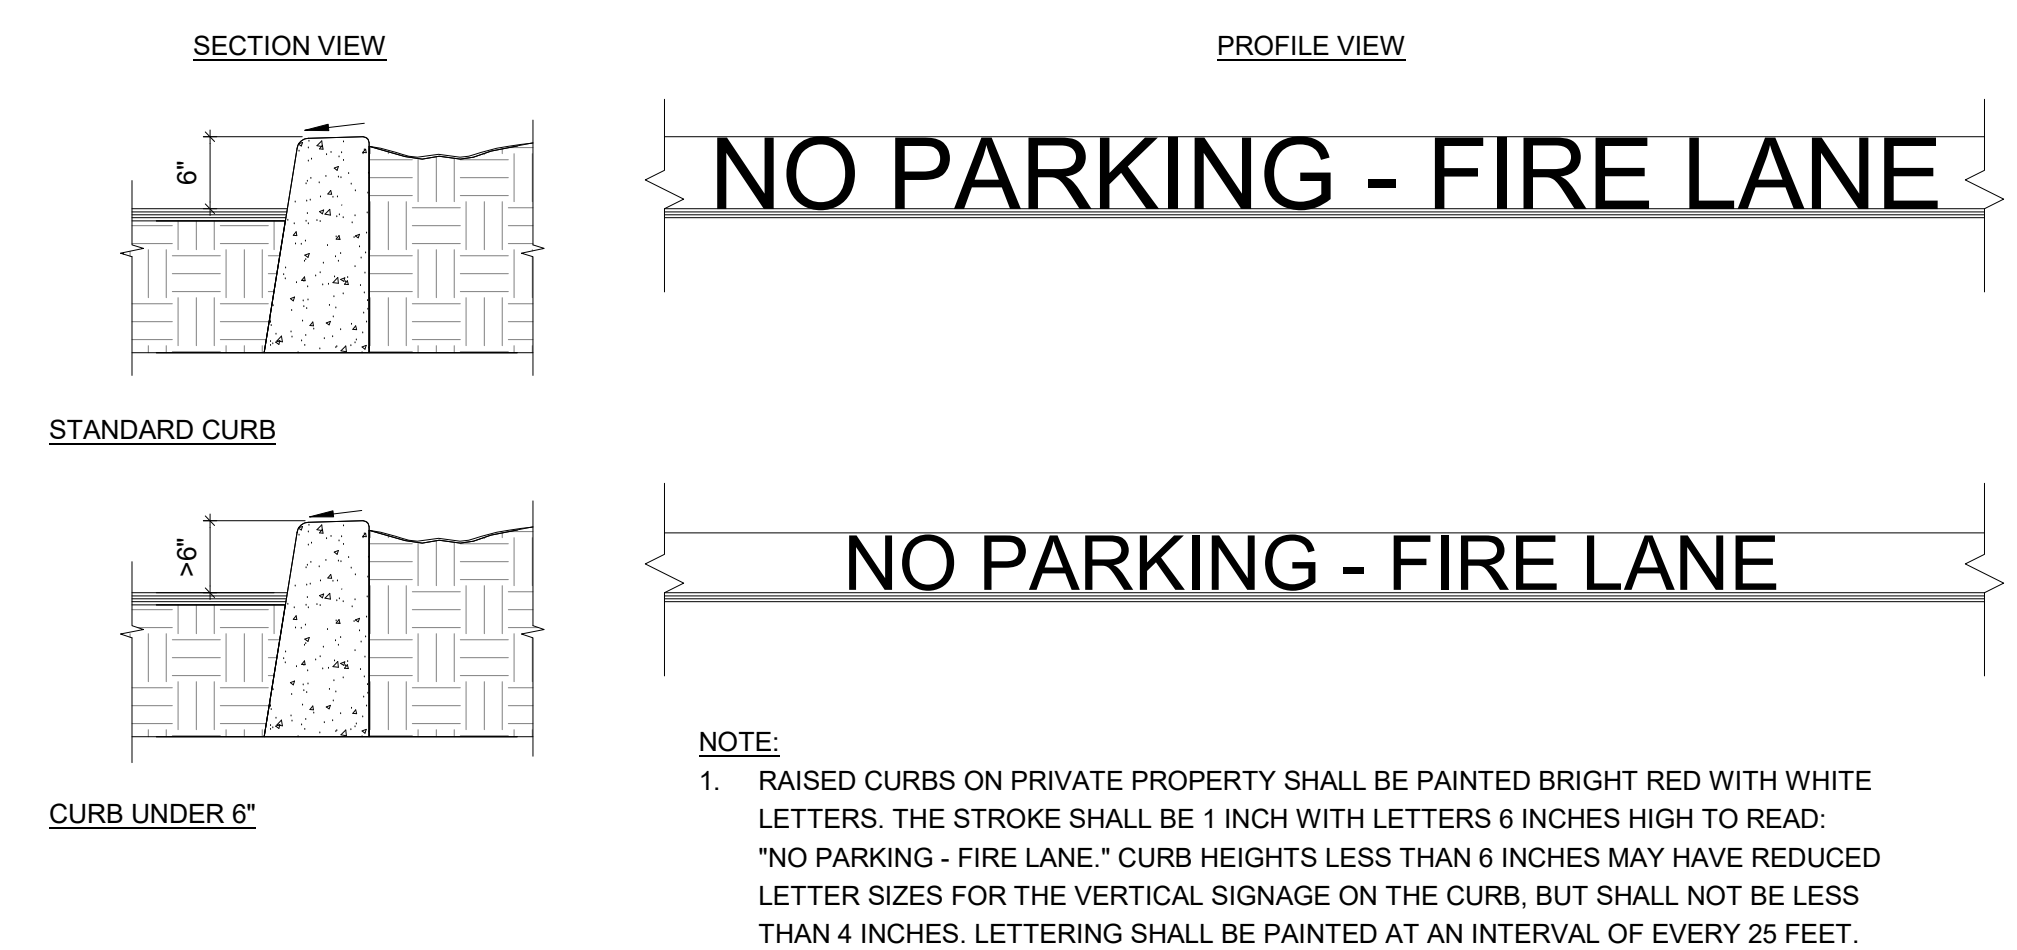 SECTION VIEW
PROFILE VIEW
6"
NO PARKING - FIRE LANE
STANDARD CURB
>6"
NO PARKING - FIRE LANE
CURB UNDER 6"
NOTE:
1. RAISED CURBS ON PRIVATE PROPERTY SHALL BE PAINTED BRIGHT RED WITH WHITE
LETTERS. THE STROKE SHALL BE 1 INCH WITH LETTERS 6 INCHES HIGH TO READ:
"NO PARKING - FIRE LANE." CURB HEIGHTS LESS THAN 6 INCHES MAY HAVE REDUCED
LETTER SIZES FOR THE VERTICAL SIGNAGE ON THE CURB, BUT SHALL NOT BE LESS
THAN 4 INCHES. LETTERING SHALL BE PAINTED AT AN INTERVAL OF EVERY 25 FEET.